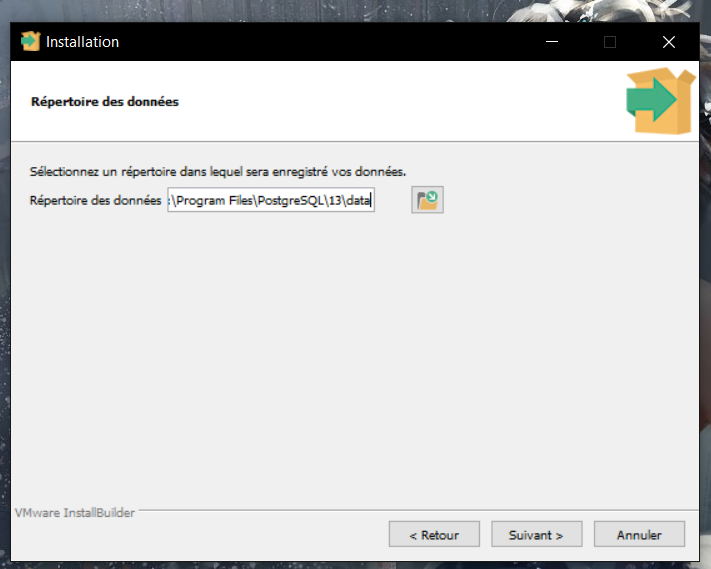 Installation
Répertoire des données
Sélectionnez un répertoire dans lequel sera enregistré vos données.
Répertoire des données :\Program Files\PostgreSQL\13\data
VMware InstallBuilder
< Retour Suivant > Annuler